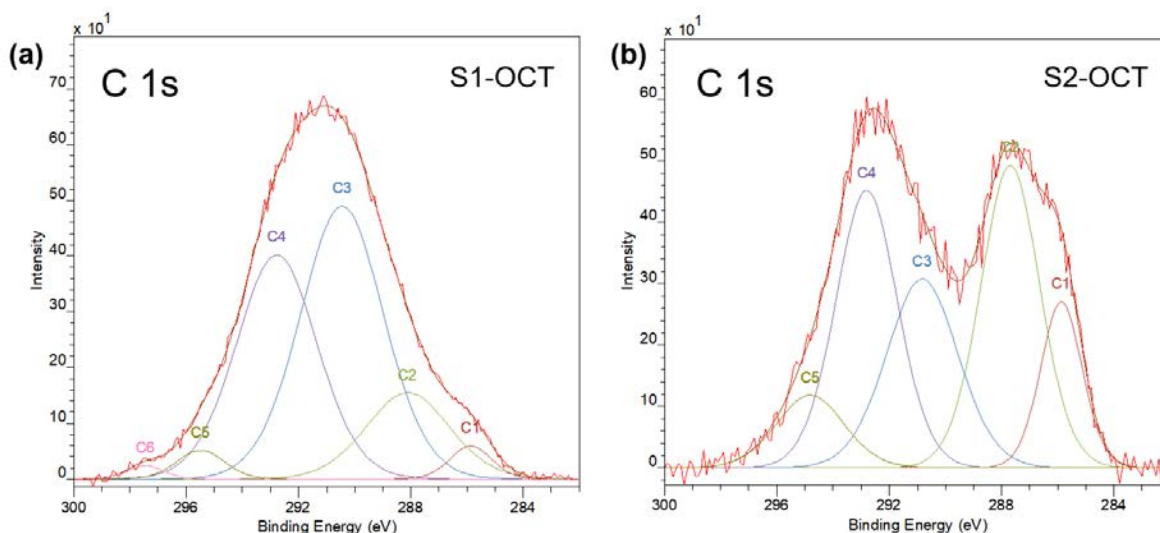 (a)
x 10¹
C 1s
S1-OCT
70
60
50
40
30
20
10
0
Intensity
C6
C5
C4
C3
C2
C1
300
296
292
288
284
Binding Energy (eV)
(b)
x 10¹
C 1s
S2-OCT
60
50
40
30
20
10
0
Intensity
C5
C4
C3
C2
C1
300
296
292
288
284
Binding Energy (eV)